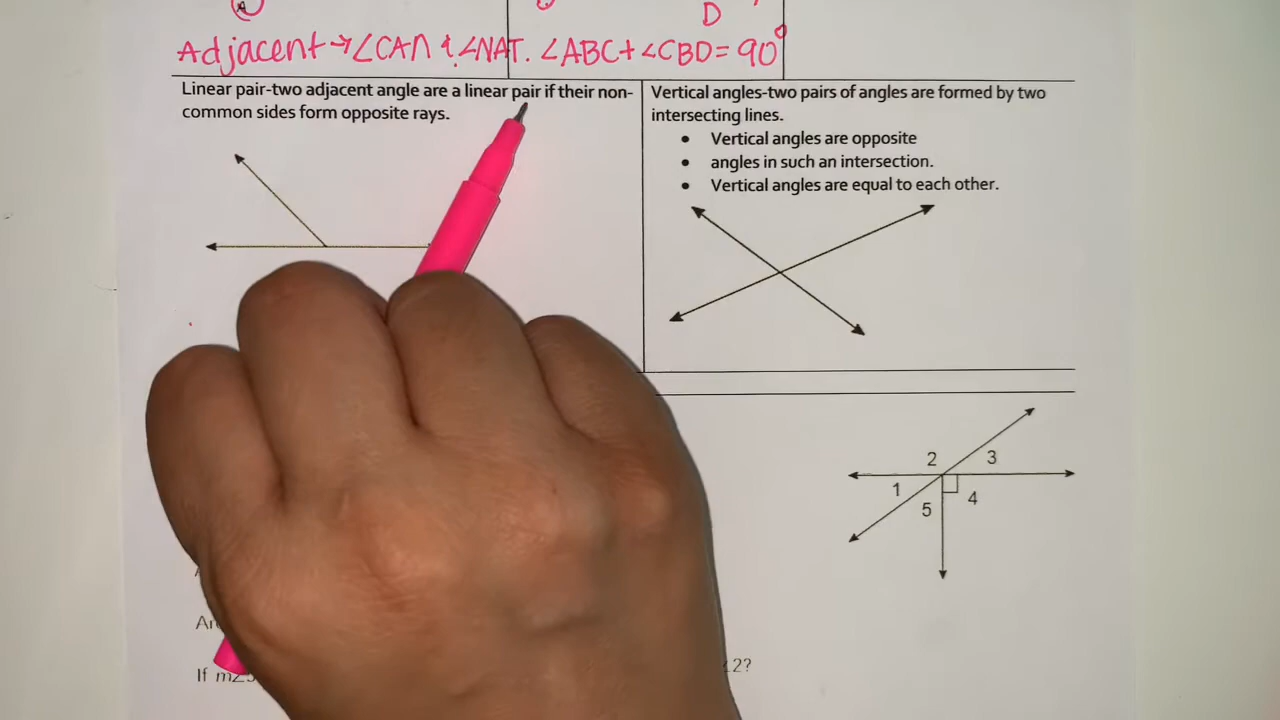 A
D
Adjacent → ∠CAN & ∠NAT. ∠ABC + ∠CBD = 90°
Linear pair-two adjacent angle are a linear pair if their non-
common sides form opposite rays.
Vertical angles-two pairs of angles are formed by two
intersecting lines.
• Vertical angles are opposite
• angles in such an intersection.
• Vertical angles are equal to each other.
2
3
1
4
5
If
2?